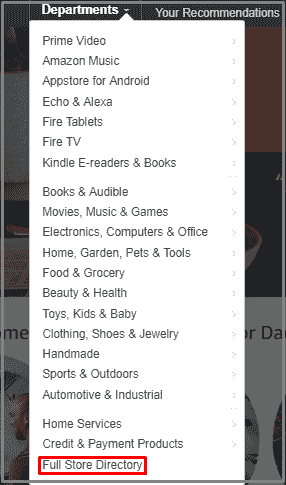 Departments Your Recommendations
Prime Video
Amazon Music
Appstore for Android
Echo & Alexa
Fire Tablets
Fire TV
Kindle E-readers & Books
Books & Audible
Movies, Music & Games
Electronics, Computers & Office
Home, Garden, Pets & Tools
Food & Grocery
Beauty & Health
Toys, Kids & Baby
Clothing, Shoes & Jewelry
Handmade
Sports & Outdoors
Automotive & Industrial
Home Services
Credit & Payment Products
Full Store Directory